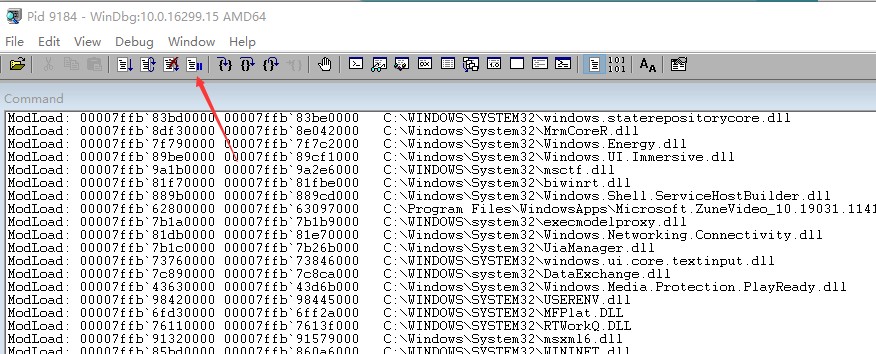 Pid 9184 - WinDbg:10.0.16299.15 AMD64
File Edit View Debug Window Help
Command
ModLoad: 00007ffb`83bd0000 00007ffb`83be0000 C:\WINDOWS\SYSTEM32\windows.staterepositorycore.dll
ModLoad: 00007ffb`8df30000 00007ffb`8e042000 C:\Windows\System32\MrmCoreR.dll
ModLoad: 00007ffb`7f790000 00007ffb`7f7c2000 C:\Windows\System32\Windows.Energy.dll
ModLoad: 00007ffb`89be0000 00007ffb`89cf1000 C:\Windows\System32\Windows.UI.Immersive.dll
ModLoad: 00007ffb`9a1b0000 00007ffb`9a2e6000 C:\WINDOWS\System32\msctf.dll
ModLoad: 00007ffb`81f70000 00007ffb`81fbe000 C:\Windows\System32\biwinrt.dll
ModLoad: 00007ffb`889b0000 00007ffb`889cd000 C:\Windows\System32\Windows.Shell.ServiceHostBuilder.dll
ModLoad: 00007ffb`62800000 00007ffb`63097000 C:\Program Files\WindowsApps\Microsoft.ZuneVideo_10.19031.1141
ModLoad: 00007ffb`7b1a0000 00007ffb`7b1b9000 C:\WINDOWS\system32\execmodelproxy.dll
ModLoad: 00007ffb`81db0000 00007ffb`81e70000 C:\Windows\System32\Windows.Networking.Connectivity.dll
ModLoad: 00007ffb`7b1c0000 00007ffb`7b26b000 C:\Windows\System32\UiaManager.dll
ModLoad: 00007ffb`73760000 00007ffb`73846000 C:\WINDOWS\system32\windows.ui.core.textinput.dll
ModLoad: 00007ffb`7c890000 00007ffb`7c8ca000 C:\WINDOWS\system32\DataExchange.dll
ModLoad: 00007ffb`43630000 00007ffb`43d6b000 C:\Windows\System32\Windows.Media.Protection.PlayReady.dll
ModLoad: 00007ffb`98420000 00007ffb`98445000 C:\WINDOWS\SYSTEM32\USERENV.dll
ModLoad: 00007ffb`6fd30000 00007ffb`6ff2a000 C:\WINDOWS\SYSTEM32\MFPlat.DLL
ModLoad: 00007ffb`76110000 00007ffb`7613f000 C:\WINDOWS\SYSTEM32\RTWorkQ.DLL
ModLoad: 00007ffb`91320000 00007ffb`91579000 C:\WINDOWS\SYSTEM32\msxml6.dll
ModLoad: 00007ffb`85bd0000 00007ffb`860a6000 C:\WINDOWS\SYSTEM32\WININET.dll